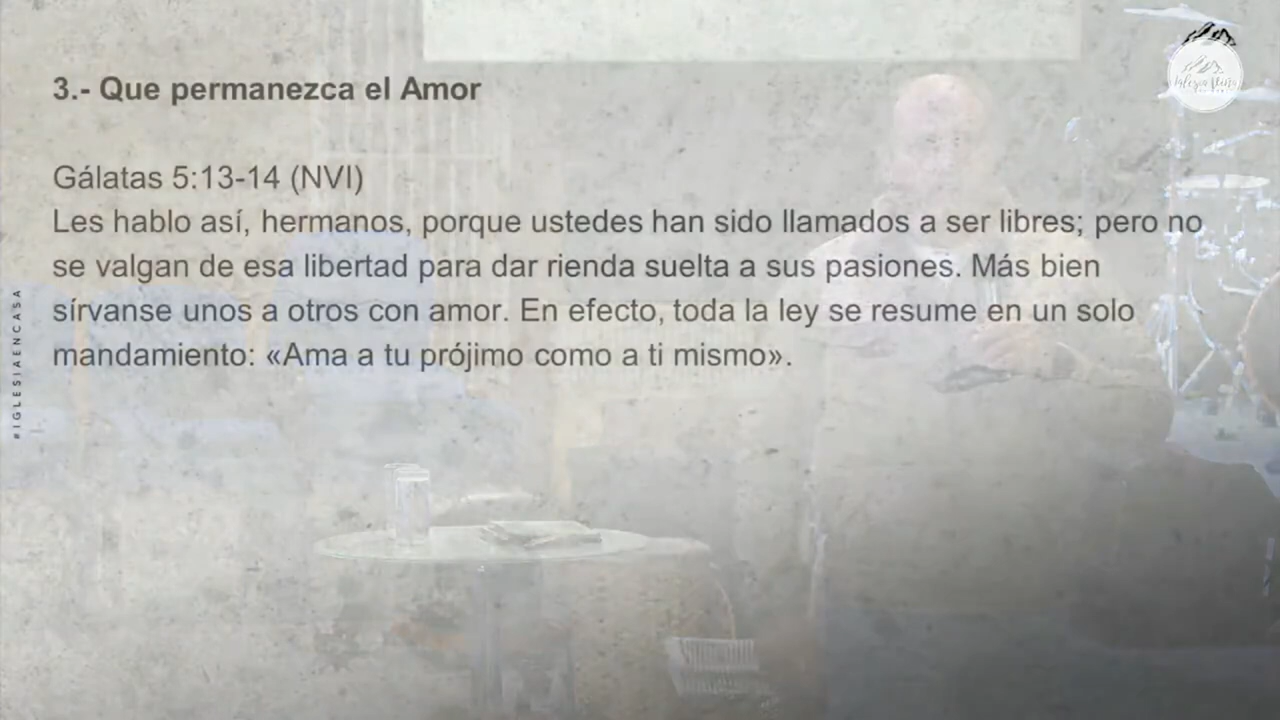 3.- Que permanezca el Amor
Gálatas 5:13-14 (NVI)
Les hablo así, hermanos, porque ustedes han sido llamados a ser libres; pero no
se valgan de esa libertad para dar rienda suelta a sus pasiones. Más bien
sírvanse unos a otros con amor. En efecto, toda la ley se resume en un solo
mandamiento: «Ama a tu prójimo como a ti mismo».
#IGLESIAENCASA